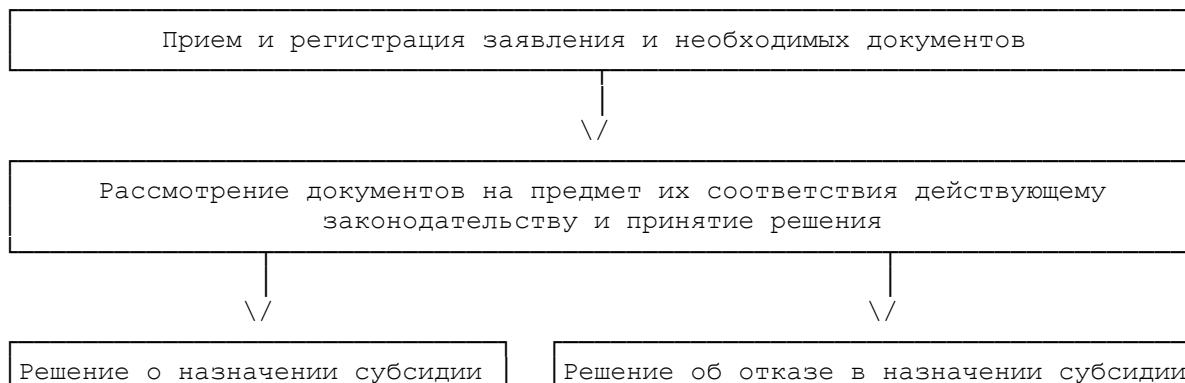 Прием и регистрация заявления и необходимых документов
Рассмотрение документов на предмет их соответствия действующему
законодательству и принятие решения
Решение о назначении субсидии
Решение об отказе в назначении субсидии